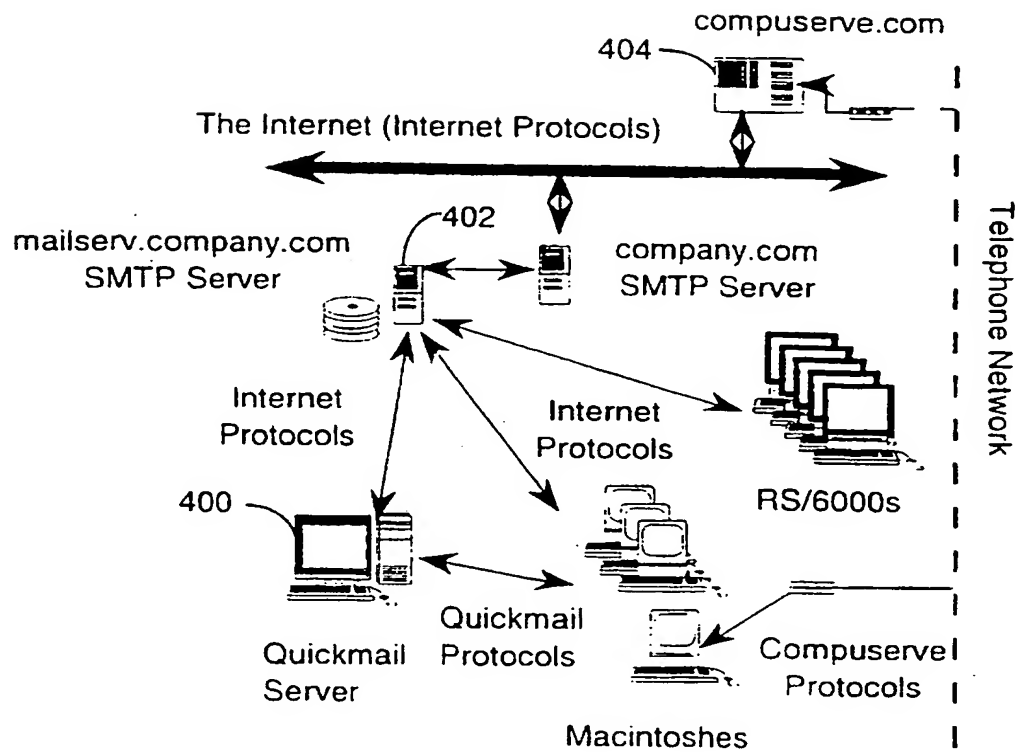 compuserve.com
404
The Internet (Internet Protocols)
402
mailserv.company.com
SMTP Server
company.com
SMTP Server
Telephone Network
Internet
Protocols
Internet
Protocols
RS/6000s
400
Quickmail
Server
Quickmail
Protocols
Compuserve
Protocols
Macintoshes